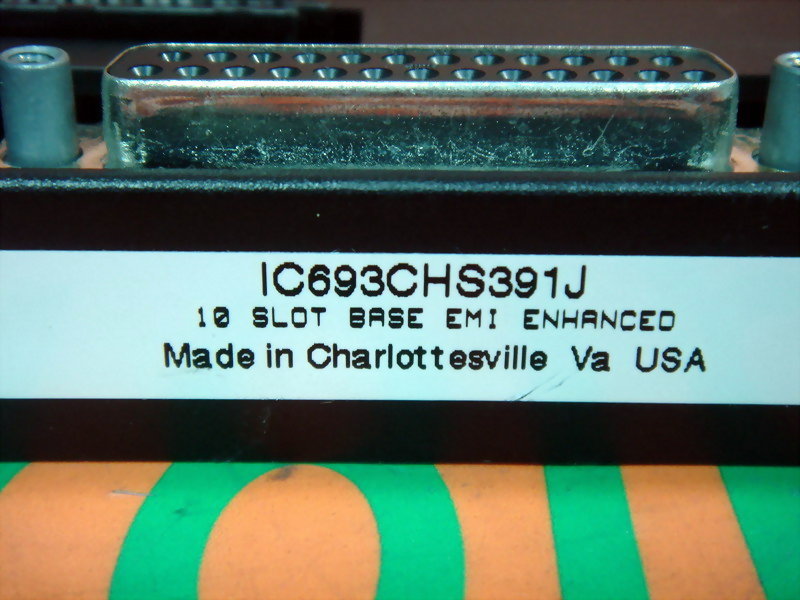 IC693CHS391J
10 SLOT BASE EMI ENHANCED
Made in Charlottesville Va USA